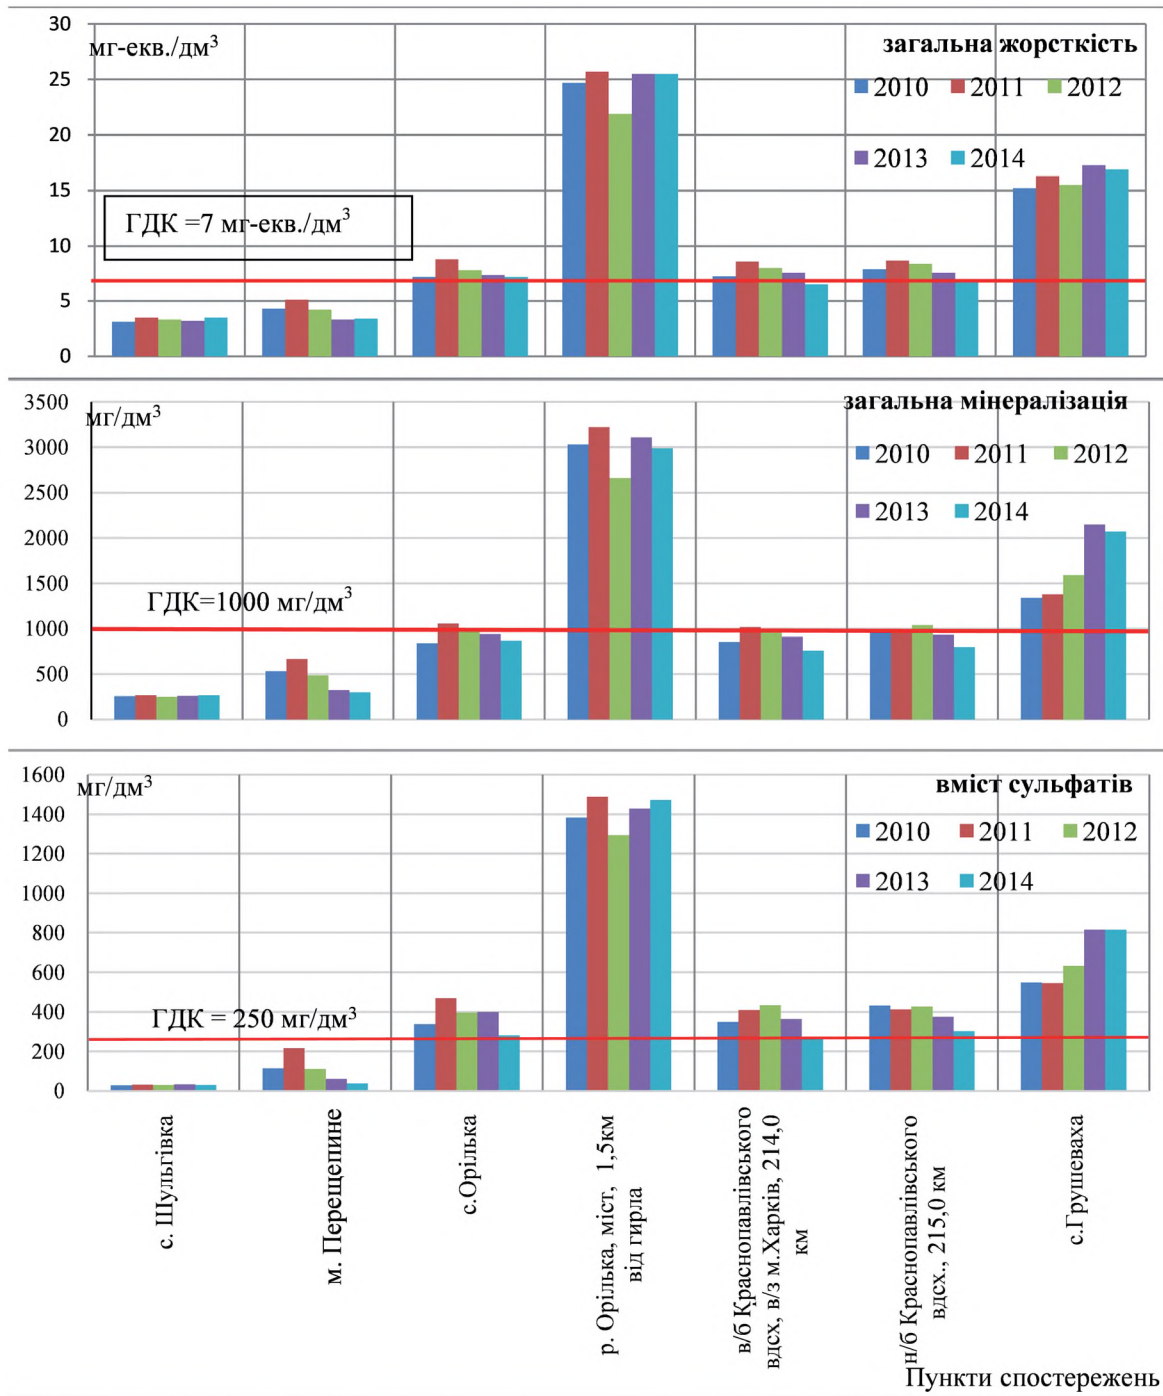 30
25
20
15
10
5
0
мг-екв./дм³
загальна жорсткість
2010 2011 2012
2013 2014
ГДК =7 мг-екв./дм³
3500
3000
2500
2000
1500
1000
500
0
мг/дм³
загальна мінералізація
2010 2011 2012
2013 2014
ГДК=1000 мг/дм³
1600
1400
1200
1000
800
600
400
200
0
мг/дм³
вміст сульфатів
2010 2011 2012
2013 2014
ГДК = 250 мг/дм³
с. Шульгівка
м. Перещепине
с.Орілька
р. Орілька, міст, 1,5км
від гирла
в/б Краснопавлівського
вдсх, в/з м.Харків, 214,0
км
н/б Краснопавлівського
вдсх., 215,0 км
с.Грушеваха
Пункти спостережень